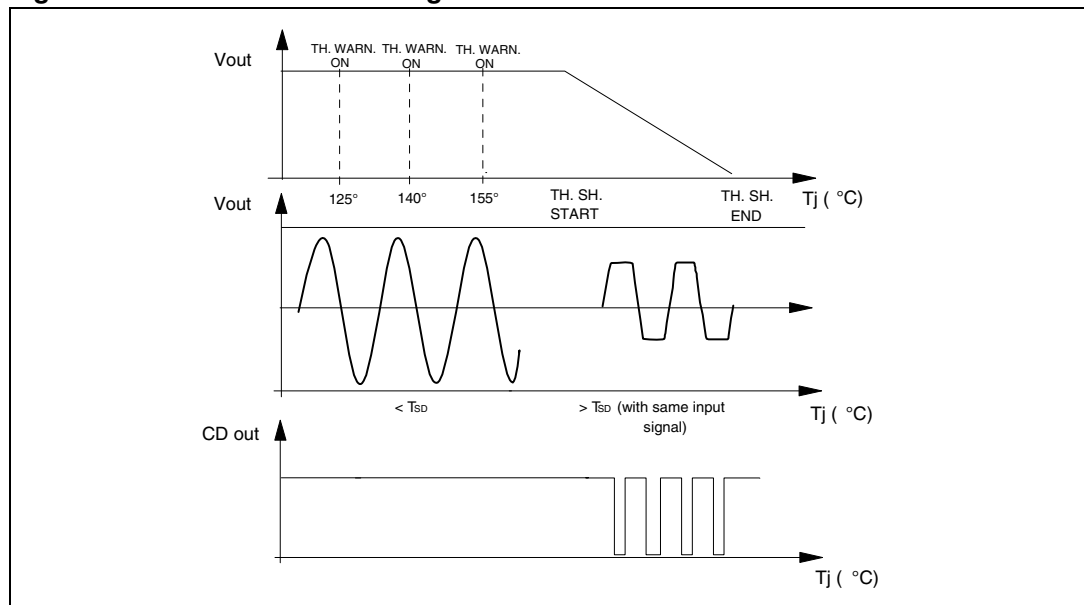 Vout
TH. WARN. TH. WARN. TH. WARN.
ON ON ON
125° 140° 155° TH. SH. START TH. SH. END Tj ( °C)
Vout
< TSD > TSD (with same input signal) Tj ( °C)
CD out
Tj ( °C)